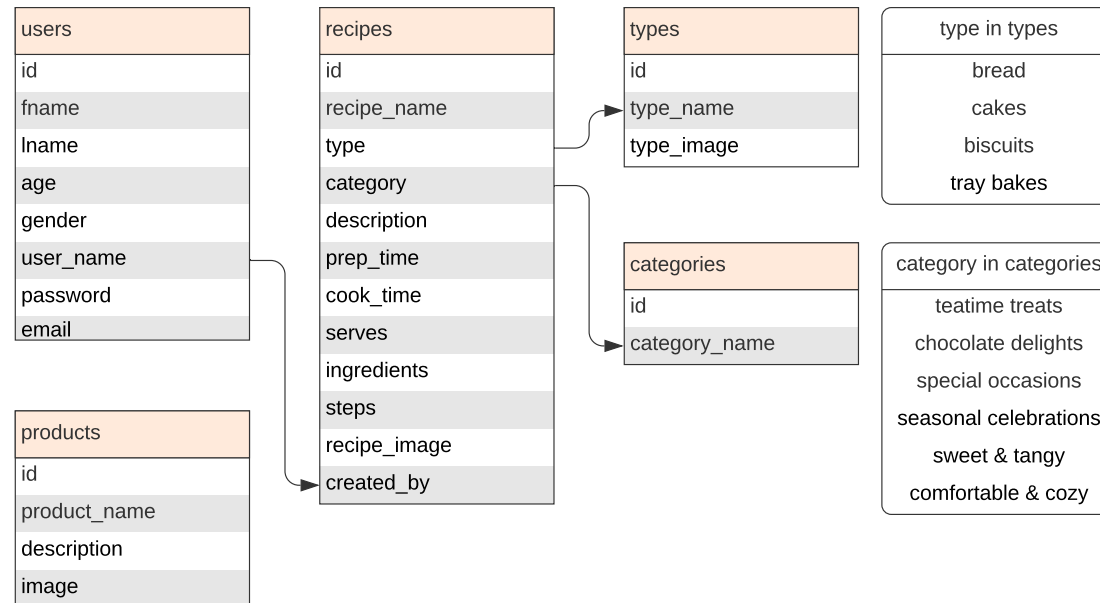 users
id
fname
lname
age
gender
user_name
password
email
products
id
product_name
description
image
recipes
id
recipe_name
type
category
description
prep_time
cook_time
serves
ingredients
steps
recipe_image
created_by
types
id
type_name
type_image
categories
id
category_name
type in types
bread
cakes
biscuits
tray bakes
category in categories
teatime treats
chocolate delights
special occasions
seasonal celebrations
sweet & tangy
comfortable & cozy